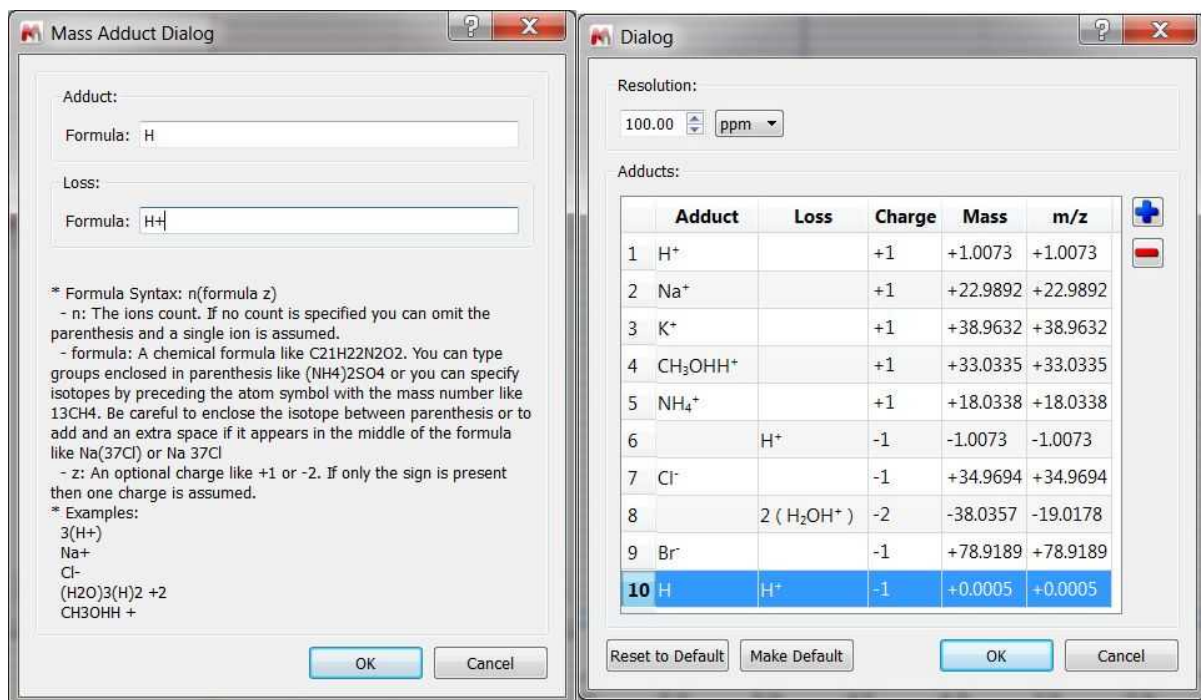 Mass Adduct Dialog
Adduct:
Formula: H
Loss:
Formula: H+
* Formula Syntax: n(formula z)
- n: The ions count. If no count is specified you can omit the
parenthesis and a single ion is assumed.
- formula: A chemical formula like C21H22N2O2. You can type
groups enclosed in parenthesis like (NH4)2SO4 or you can specify
isotopes by preceding the atom symbol with the mass number like
13CH4. Be careful to enclose the isotope between parenthesis or to
add and an extra space if it appears in the middle of the formula
like Na(37Cl) or Na 37Cl
- z: An optional charge like +1 or -2. If only the sign is present
then one charge is assumed.
* Examples:
3(H+)
Na+
Cl-
(H2O)3(H)2 +2
CH3OHH +
OK Cancel
Dialog
Resolution:
100.00 ppm
Adducts:
Adduct Loss Charge Mass m/z
1 H⁺ +1 +1.0073 +1.0073
2 Na⁺ +1 +22.9892 +22.9892
3 K⁺ +1 +38.9632 +38.9632
4 CH₃OHH⁺ +1 +33.0335 +33.0335
5 NH₄⁺ +1 +18.0338 +18.0338
6 H⁺ -1 -1.0073 -1.0073
7 Cl⁻ -1 +34.9694 +34.9694
8 2 ( H₂OH⁺ ) -2 -38.0357 -19.0178
9 Br⁻ -1 +78.9189 +78.9189
10 H H⁺ -1 +0.0005 +0.0005
Reset to Default Make Default OK Cancel